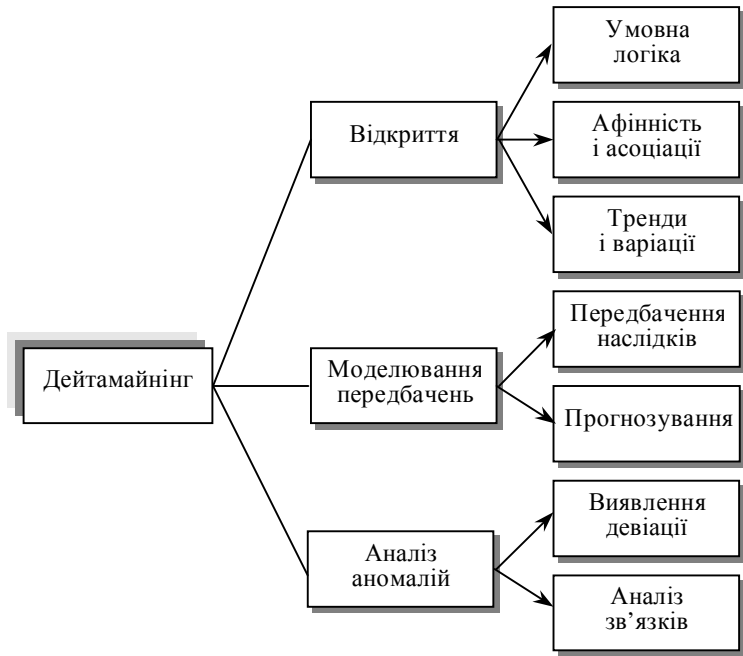 Умовна
логіка
Відкриття
Афінність
і асоціації
Тренди
і варіації
Дейтамайнінг
Моделювання
передбачень
Передбачення
наслідків
Прогнозування
Аналіз
аномалій
Виявлення
девіації
Аналіз
зв’язків